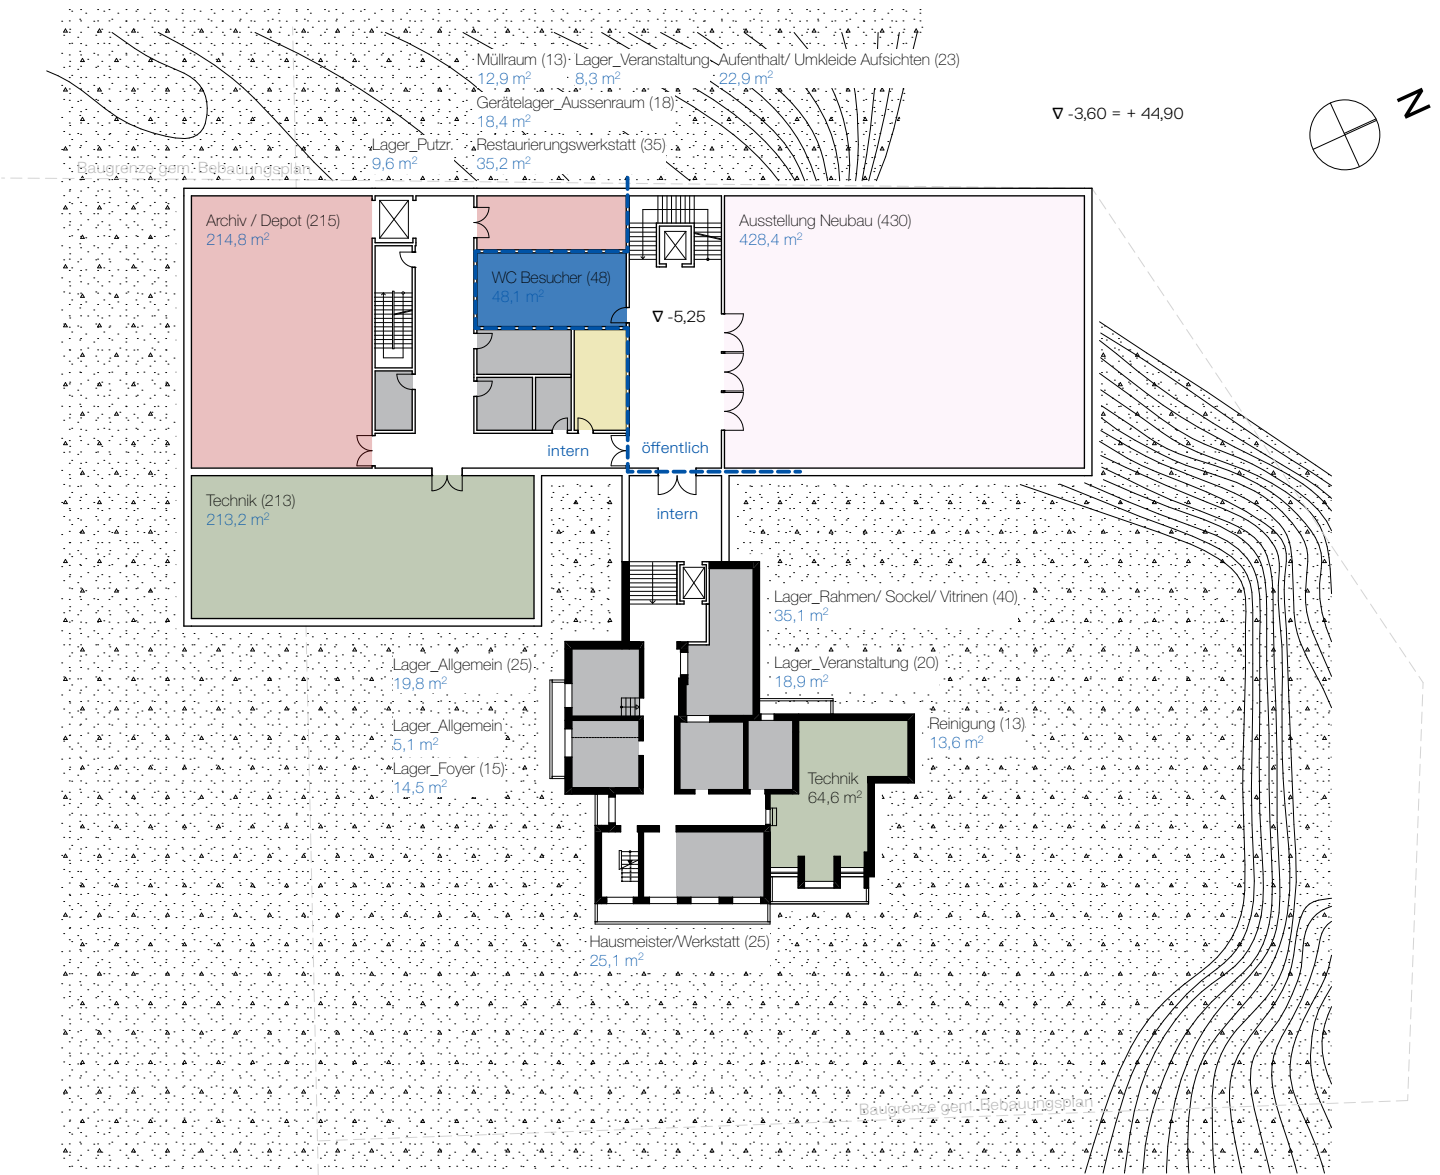 Müllraum (13) Lager_Veranstaltung Aufenthalt/ Umkleide Aufsichten (23)
12,9 m² 8,3 m² 22,9 m²
Gerätelager_Aussenraum (18)
18,4 m²
Lager_Putzr. Restaurierungswerkstatt (35)
9,6 m² 35,2 m²
∇ -3,60 = + 44,90
N
Baugrenze gem. Bebauungsplan
Archiv / Depot (215)
214,8 m²
Ausstellung Neubau (430)
428,4 m²
WC Besucher (48)
48,1 m²
∇ -5,25
intern
öffentlich
Technik (213)
213,2 m²
intern
Lager_Rahmen/ Sockel/ Vitrinen (40)
35,1 m²
Lager_Allgemein (25)
19,8 m²
Lager_Veranstaltung (20)
18,9 m²
Lager_Allgemein
5,1 m²
Reinigung (13)
13,6 m²
Lager_Foyer (15)
14,5 m²
Technik
64,6 m²
Hausmeister/Werkstatt (25)
25,1 m²
Baugrenze gem. Bebauungsplan